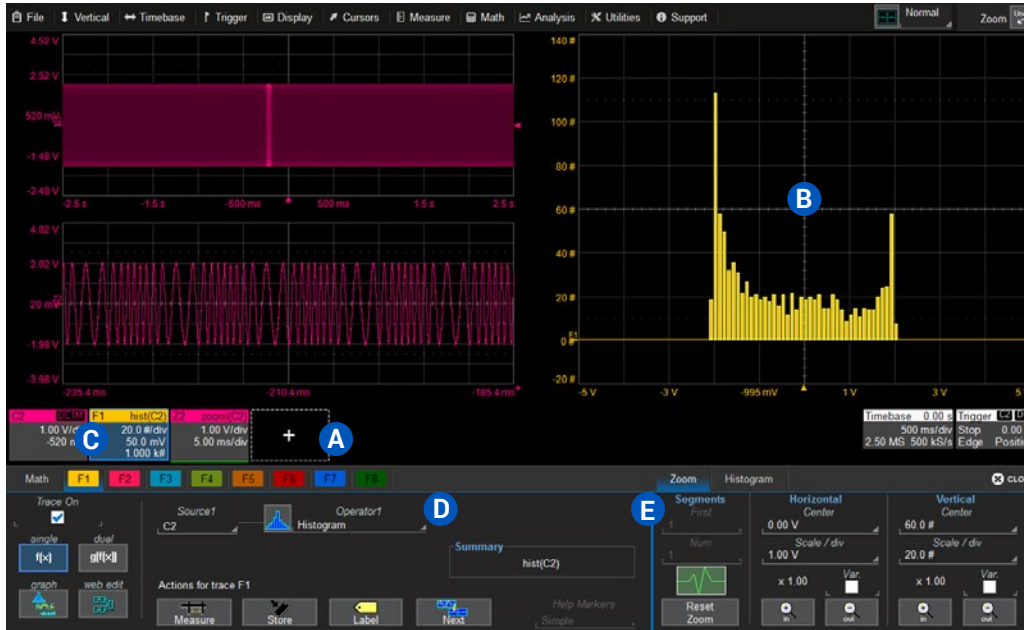 File Vertical Timebase Trigger Display Cursors Measure Math Analysis Utilities Support Normal Zoom
4.52 V
2.52 V
520 mV
-1.48 V
-3.48 V
-2.5 s -1.5 s -500 ms 500 ms 1.5 s 2.5 s
4.02 V
2.02 V
20 mV
-1.98 V
-3.98 V
-235.4 ms -210.4 ms -185.4 ms
140 #
120 #
100 #
80 #
60 #
40 #
20 #
0 #
F1
-20 #
-5 V -3 V -995 mV 1 V 3 V 5
B
C2 F1 hist(C2) Z2 zoom(C2)
1.00 V/d 20.0 #/div 1.00 V/div
-520 m 50.0 mV 5.00 ms/div
1.000 k#
C
+
A
Timebase 0.00 s Trigger C2
500 ms/div Stop 0.00
2.50 MS 500 kS/s Edge Positi
Math F1 F2 F3 F4 F5 F6 F7 F8
Zoom Histogram CLO
Trace On
single dual
f(x) g(f(x))
graph web edit
Source1
C2
Operator1
Histogram
D
Summary
hist(C2)
Actions for trace F1
Measure Store Label Next
Help Markers
Simple
E
Segments
First
1
Num
1
Reset
Zoom
Horizontal
Center
0.00 V
Scale / div
1.00 V
x 1.00
Var.
in out
Vertical
Center
60.0 #
Scale / div
20.0 #
x 1.00
Var.
in out